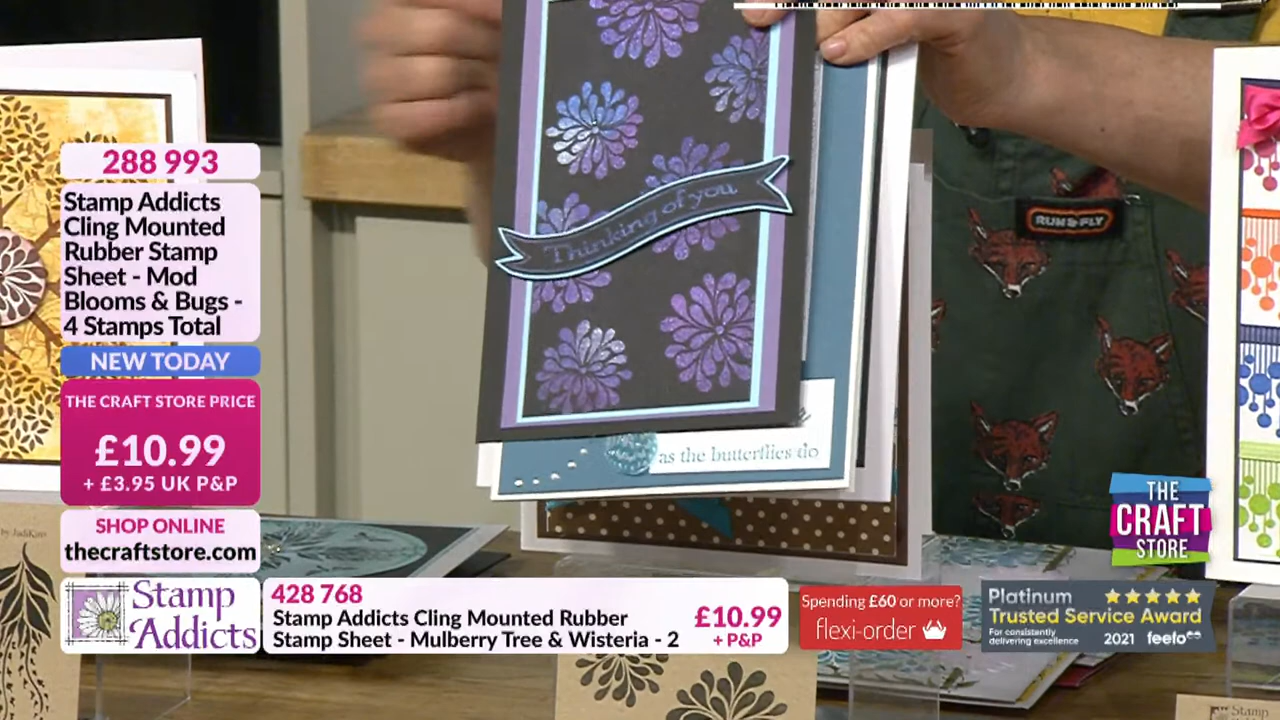 288 993
Stamp Addicts
Cling Mounted
Rubber Stamp
Sheet - Mod
Blooms & Bugs -
4 Stamps Total
NEW TODAY
THE CRAFT STORE PRICE
£10.99
+ £3.95 UK P&P
SHOP ONLINE
thecraftstore.com
Thinking of you
RUN & FLY
as the butterflies do
by JudiKins
THE
CRAFT
STORE
Stamp
Addicts
428 768
Stamp Addicts Cling Mounted Rubber
Stamp Sheet - Mulberry Tree & Wisteria - 2
£10.99
+ P&P
Spending £60 or more?
flexi-order
Platinum
Trusted Service Award
For consistently
delivering excellence
2021 feefo
Stamp